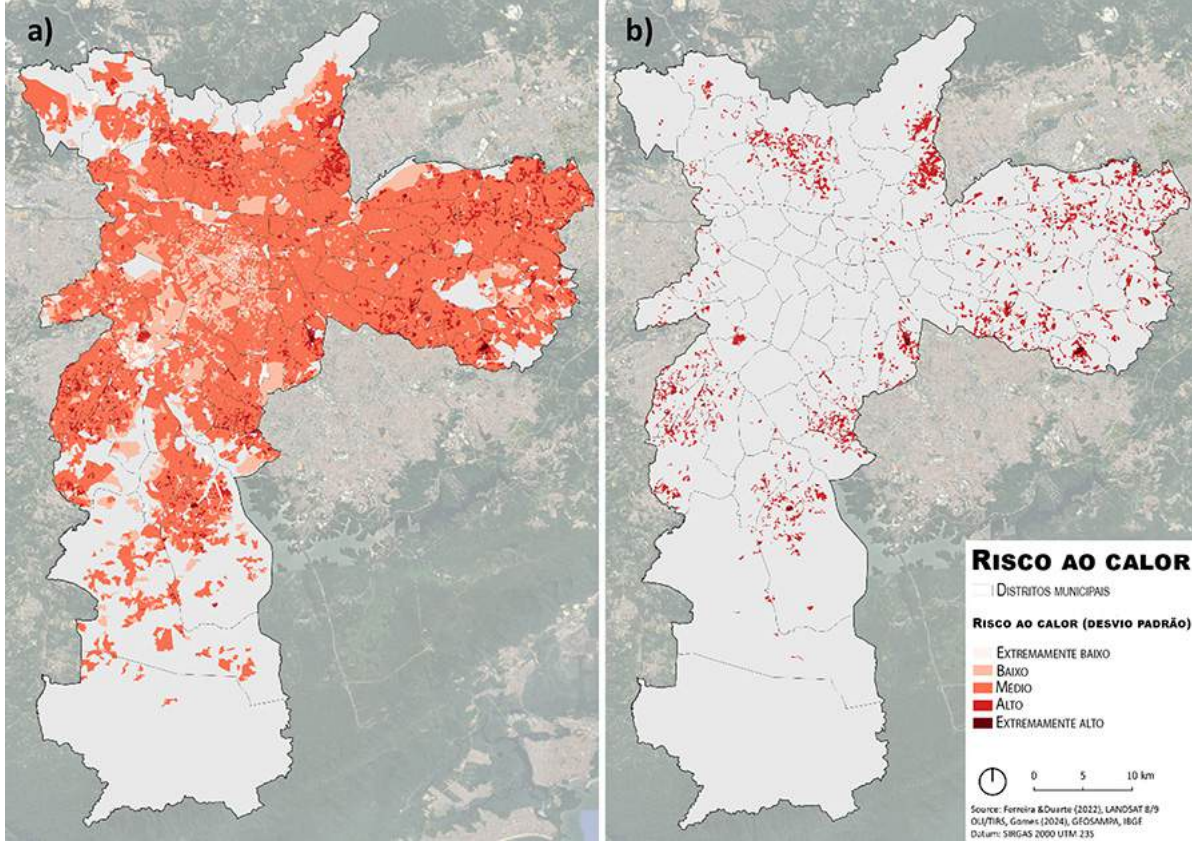 a)
b)
RISCO AO CALOR
DISTRITOS MUNICIPAIS
RISCO AO CALOR (DESVIO PADRÃO)
EXTREMAMENTE BAIXO
BAIXO
MÉDIO
ALTO
EXTREMAMENTE ALTO
0 5 10 km
Source: Ferreira &Duarte (2022), LANDSAT 8/9
OLI/TIRS, Gomes (2024), GEOSAMPA, IBGE
Datum: SIRGAS 2000 UTM 23S